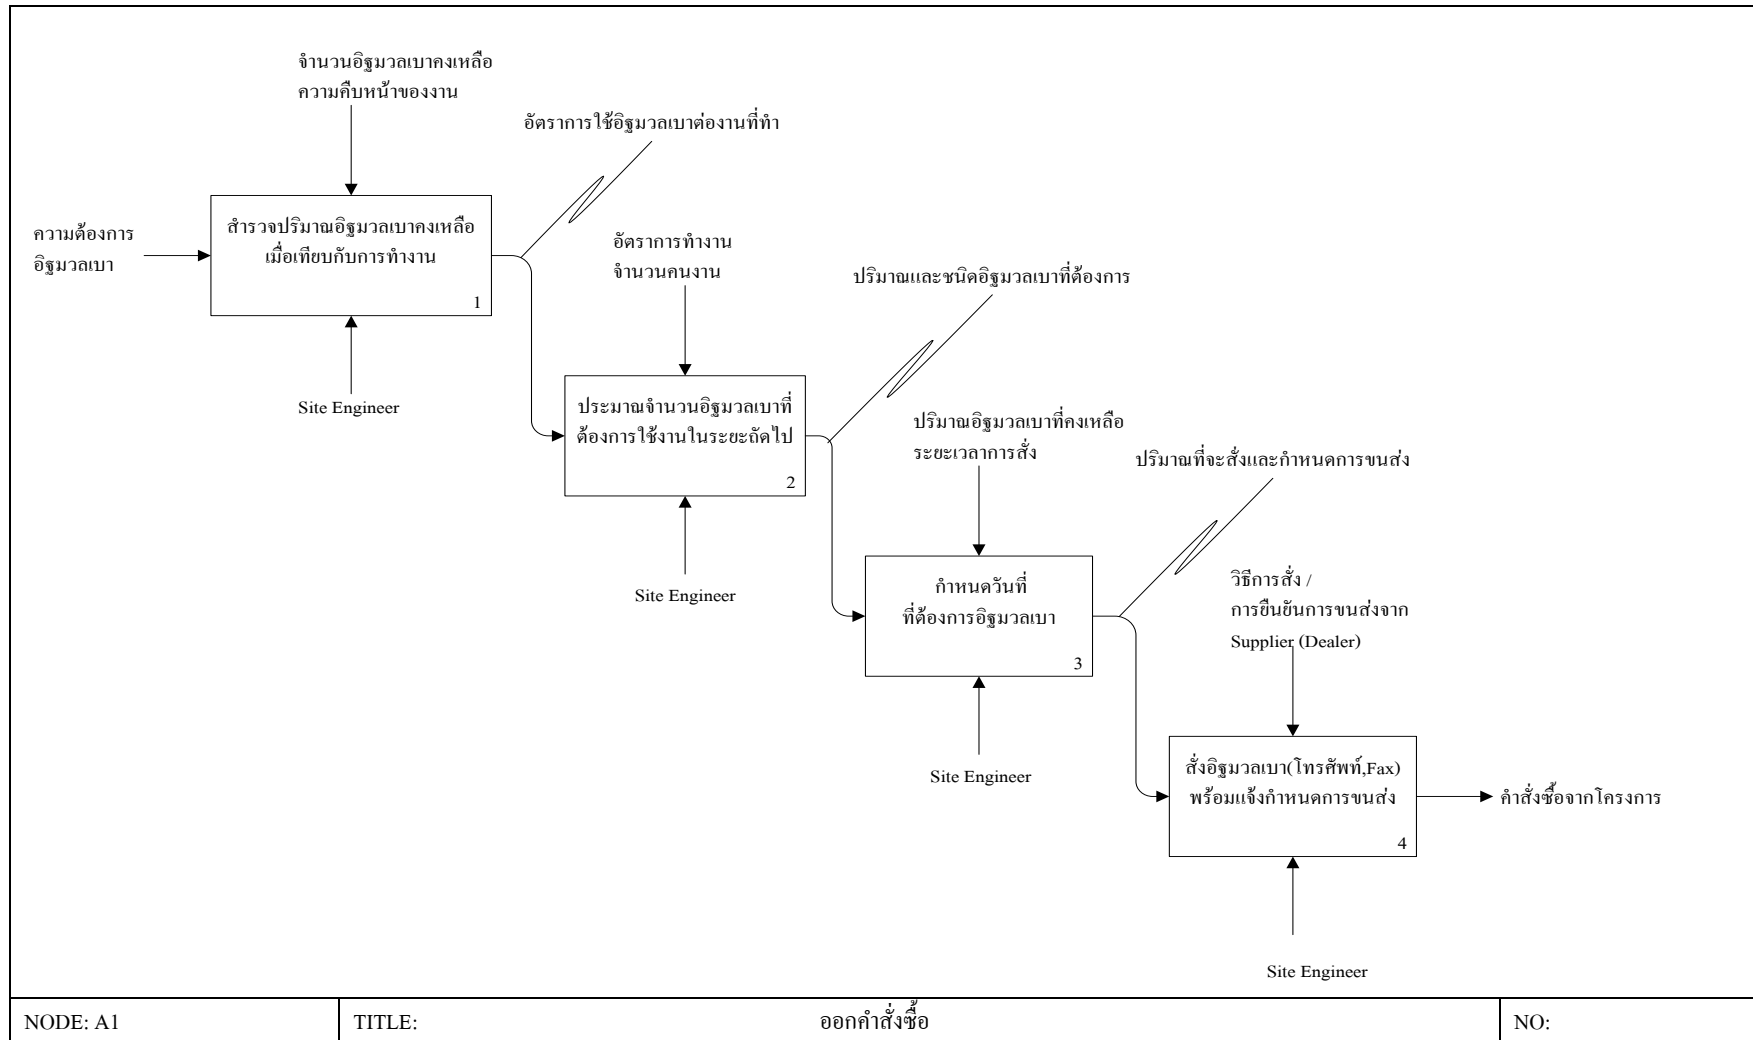 จำนวนอิฐมวลเบาคงเหลือ
ความคืบหน้าของงาน
อัตราการใช้อิฐมวลเบาต่องานที่ทำ
ความต้องการ
อิฐมวลเบา
สำรวจปริมาณอิฐมวลเบาคงเหลือ
เมื่อเทียบกับการทำงาน
1
Site Engineer
อัตราการทำงาน
จำนวนคนงาน
ปริมาณและชนิดอิฐมวลเบาที่ต้องการ
ประมาณจำนวนอิฐมวลเบาที่
ต้องการใช้งานในระยะถัดไป
2
Site Engineer
ปริมาณอิฐมวลเบาที่คงเหลือ
ระยะเวลาการสั่ง
ปริมาณที่จะสั่งและกำหนดการขนส่ง
กำหนดวันที่
ที่ต้องการอิฐมวลเบา
3
Site Engineer
วิธีการสั่ง /
การยืนยันการขนส่งจาก
Supplier (Dealer)
สั่งอิฐมวลเบา(โทรศัพท์,Fax)
พร้อมแจ้งกำหนดการขนส่ง
4
คำสั่งซื้อจากโครงการ
Site Engineer
NODE: A1
TITLE:
ออกคำสั่งซื้อ
NO: